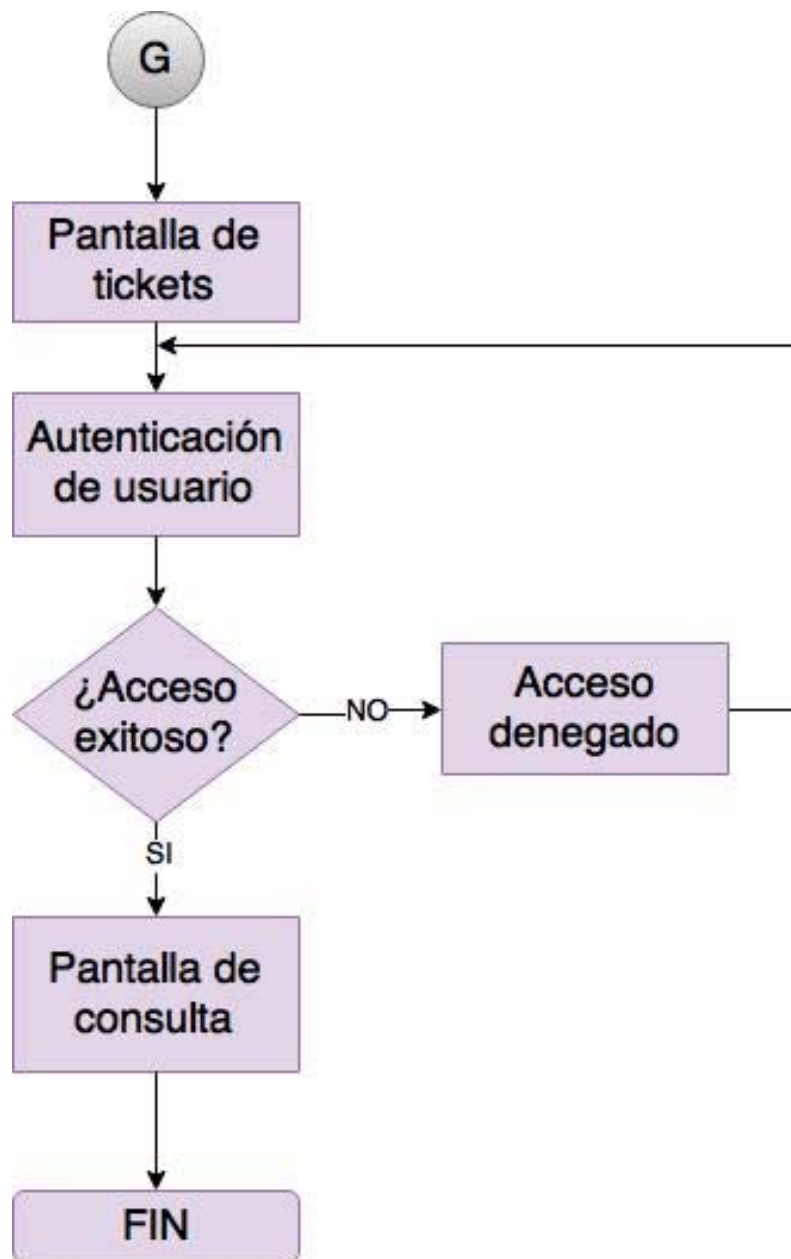 G
Pantalla de
tickets
Autenticación
de usuario
¿Acceso
exitoso?
NO
Acceso
denegado
SI
Pantalla de
consulta
FIN